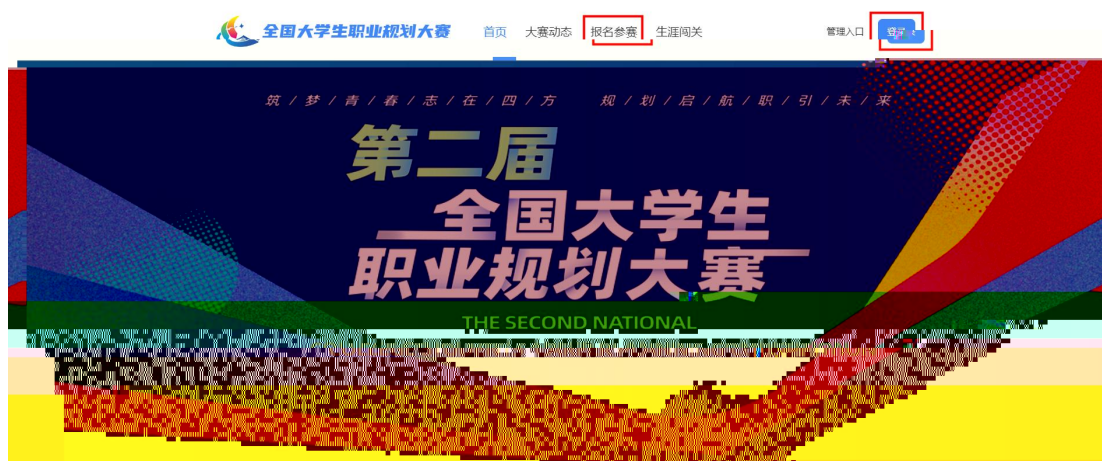 全国大学生职业规划大赛 首页 大赛动态 报名参赛 生涯闯关 管理入口
筑/梦/青/春/志/在/四/方 规/划/启/航/职/引/未/来
第二届
全国大学生
职业规划大赛
THE SECOND NATIONAL